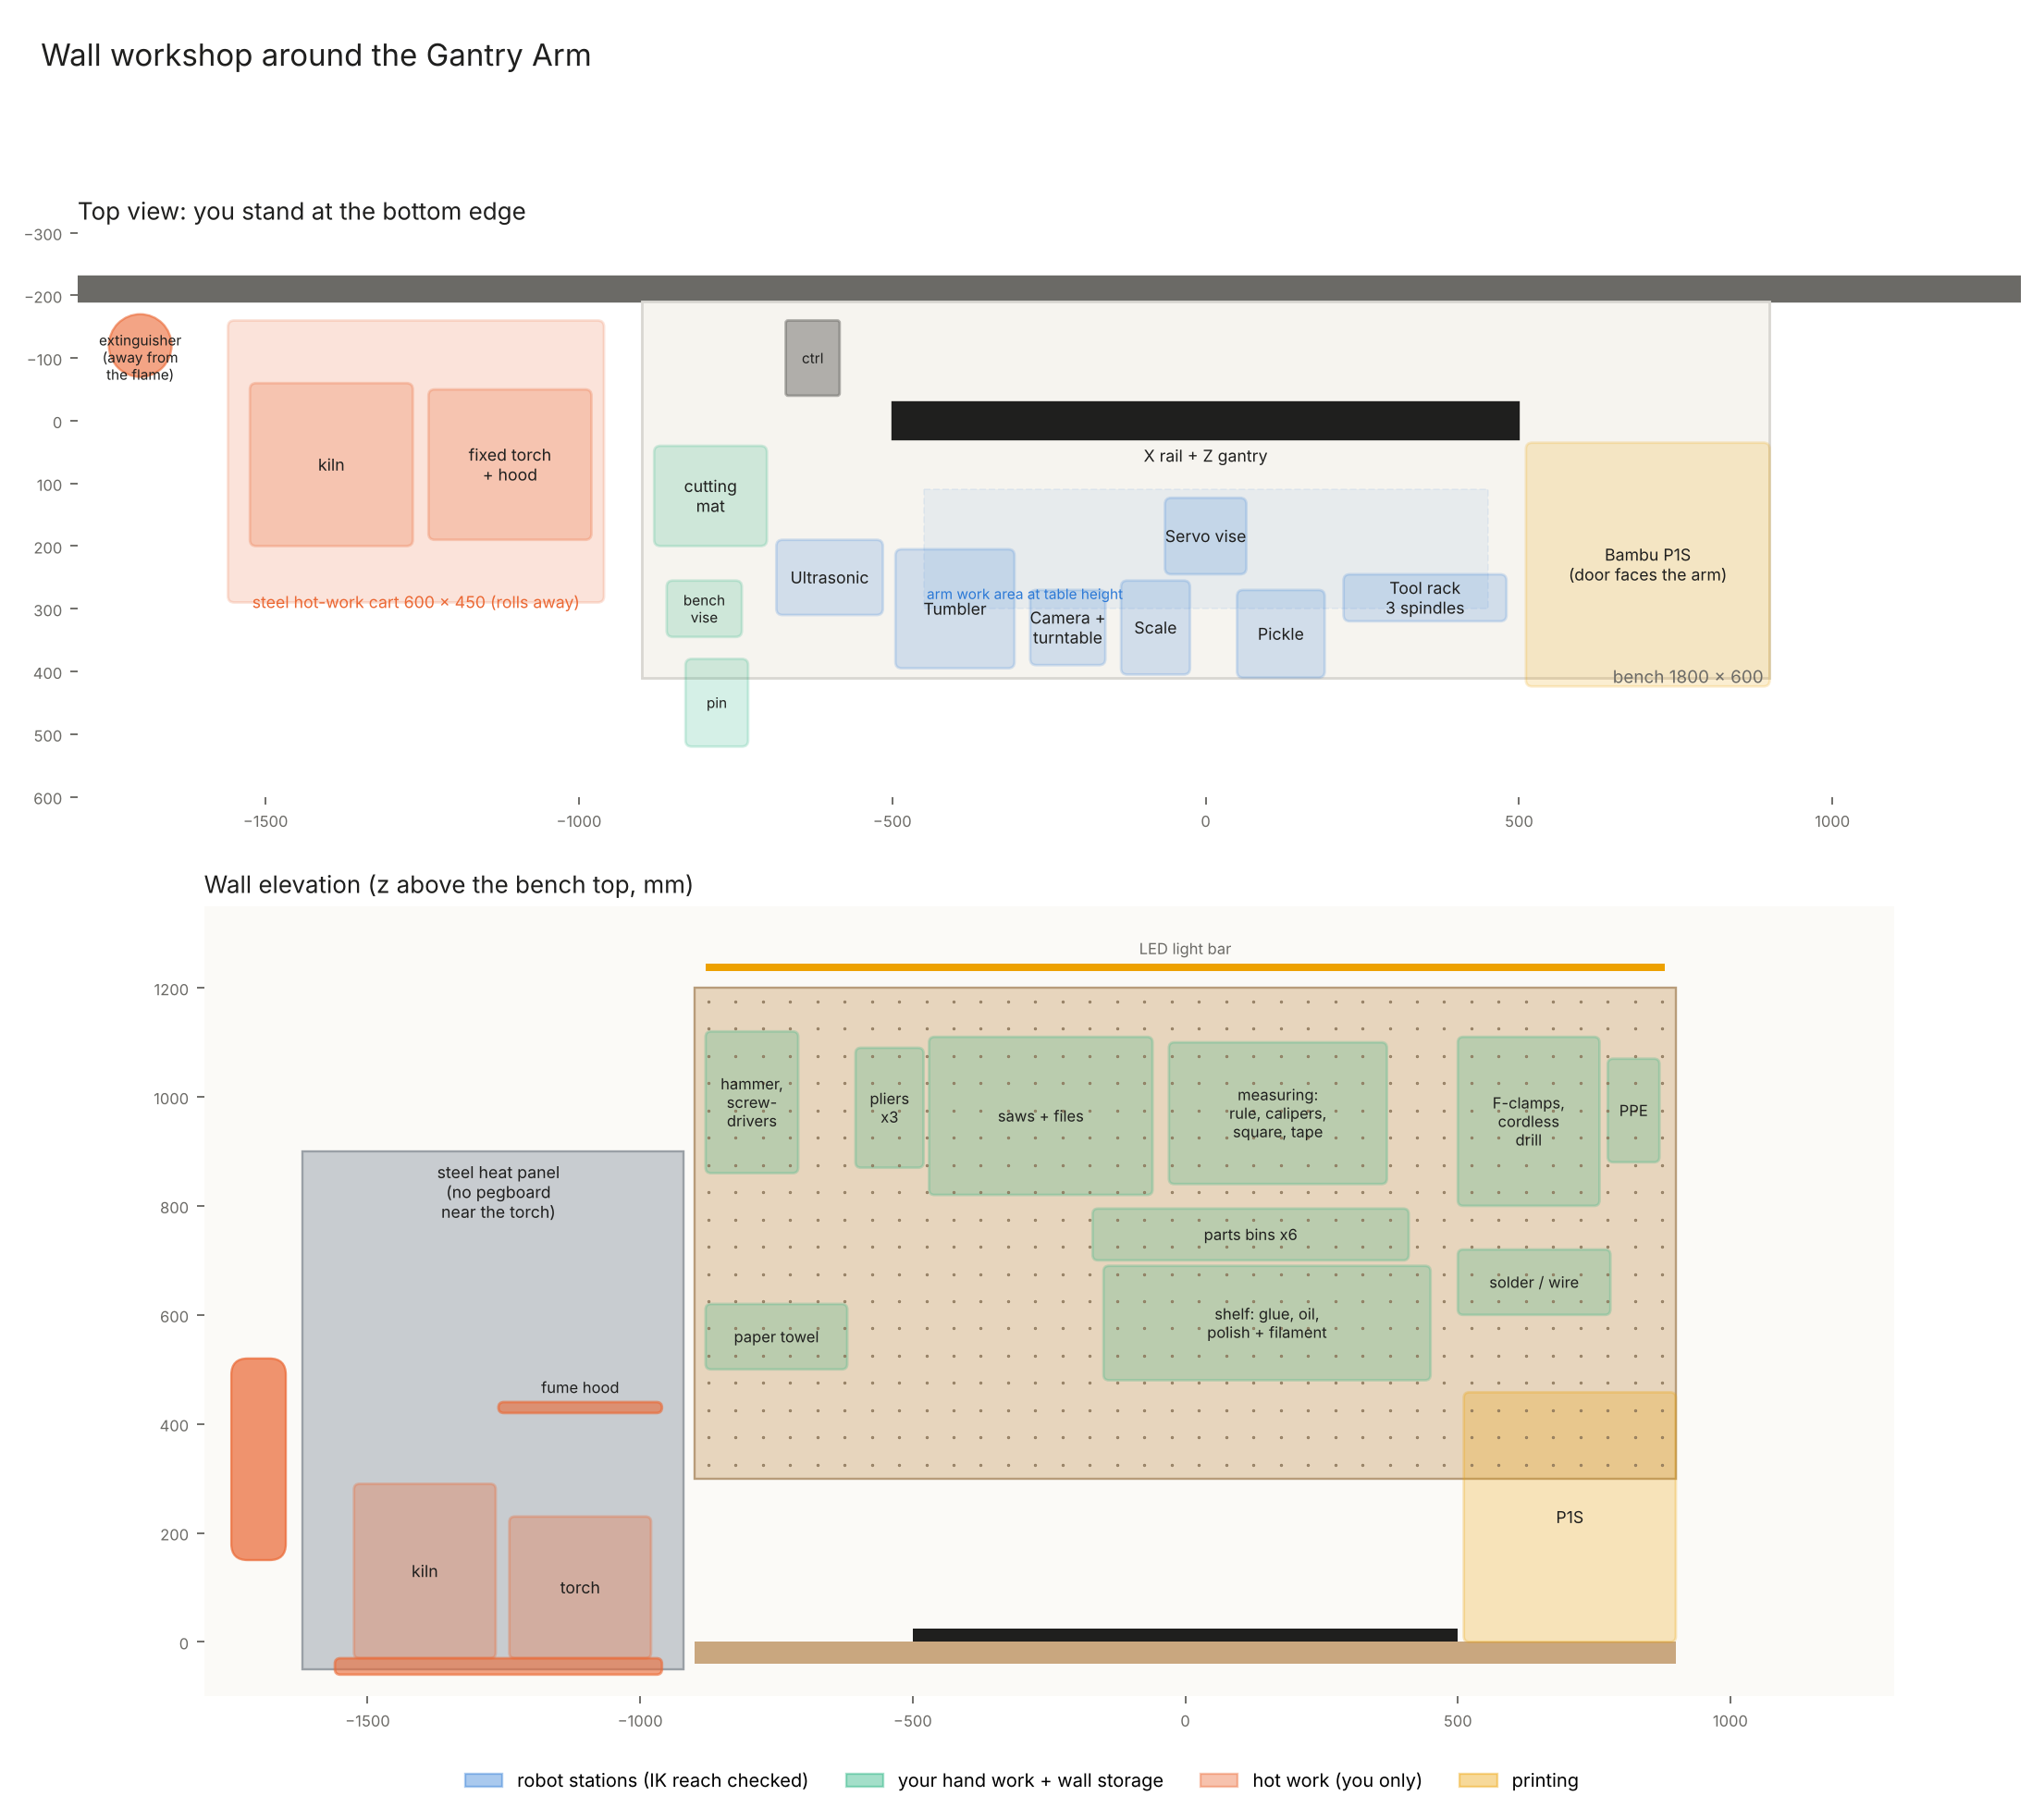 Wall workshop around the Gantry Arm
Top view: you stand at the bottom edge
−300
−200
−100
0
100
200
300
400
500
600
extinguisher
(away from
the flame)
kiln
fixed torch
+ hood
steel hot-work cart 600 × 450 (rolls away)
ctrl
X rail + Z gantry
cutting
mat
bench
vise
pin
Ultrasonic
Tumbler
arm work area at table height
Camera +
turntable
Scale
Servo vise
Pickle
Tool rack
3 spindles
Bambu P1S
(door faces the arm)
bench 1800 × 600
−1500
−1000
−500
0
500
1000
Wall elevation (z above the bench top, mm)
LED light bar
1200
1000
800
600
400
200
0
hammer,
screw-
drivers
pliers
x3
saws + files
measuring:
rule, calipers,
square, tape
F-clamps,
cordless
drill
PPE
steel heat panel
(no pegboard
near the torch)
parts bins x6
solder / wire
shelf: glue, oil,
polish + filament
paper towel
fume hood
P1S
kiln
torch
−1500
−1000
−500
0
500
1000
robot stations (IK reach checked)
your hand work + wall storage
hot work (you only)
printing